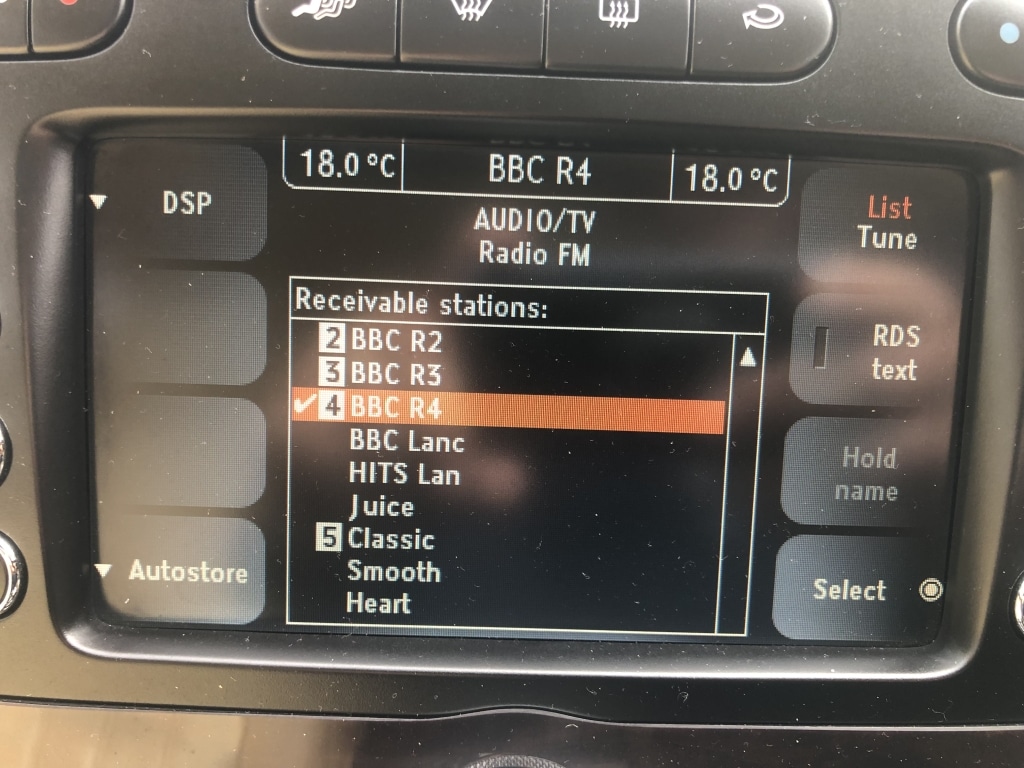 18.0 °C BBC R4 18.0 °C
DSP
AUDIO/TV
Radio FM
List
Tune
Receivable stations:
2 BBC R2
3 BBC R3
4 BBC R4
BBC Lanc
HITS Lan
Juice
5 Classic
Smooth
Heart
RDS
text
Hold
name
Autostore
Select